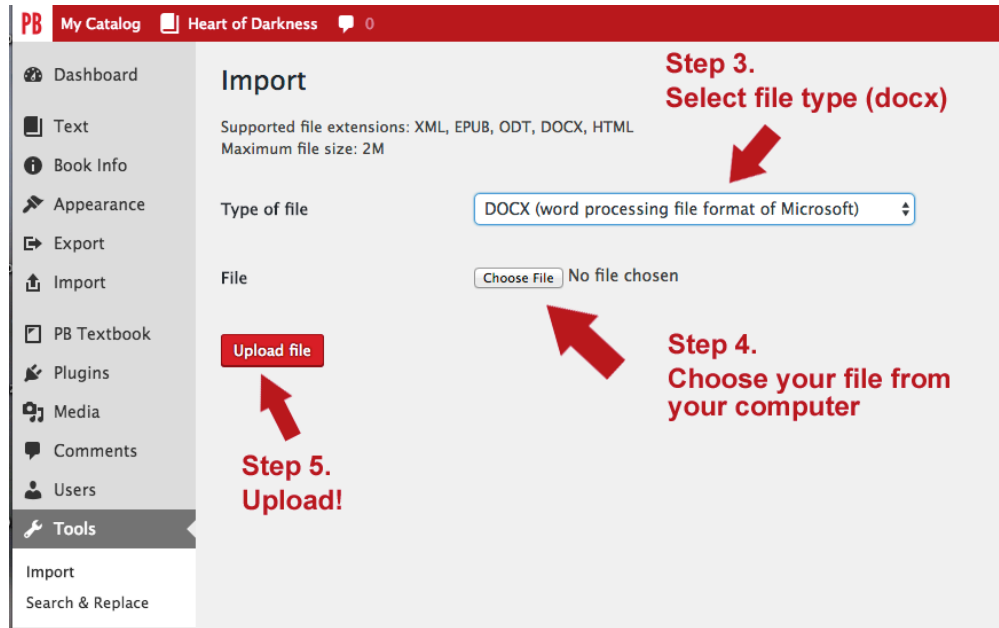 PB My Catalog Heart of Darkness 0
Dashboard
Text
Book Info
Appearance
Export
Import
PB Textbook
Plugins
Media
Comments
Users
Tools
Import
Search & Replace
Import
Supported file extensions: XML, EPUB, ODT, DOCX, HTML
Maximum file size: 2M
Step 3.
Select file type (docx)
Type of file DOCX (word processing file format of Microsoft)
File Choose File No file chosen
Step 4.
Choose your file from
your computer
Upload file
Step 5.
Upload!